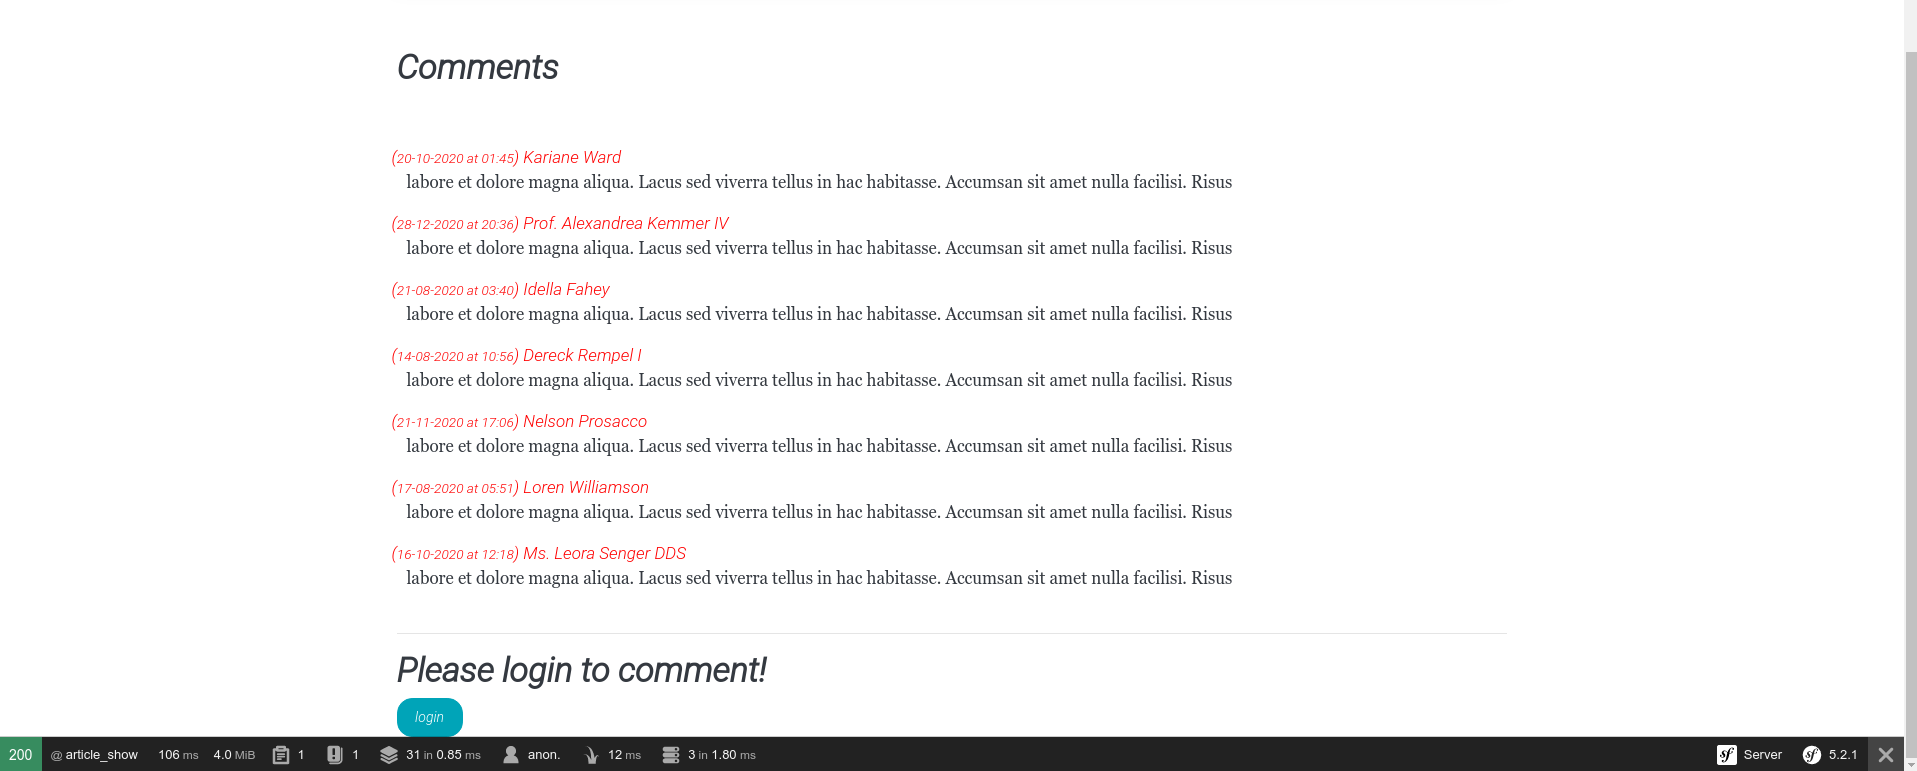 Comments
(20-10-2020 at 01:45) Kariane Ward
labore et dolore magna aliqua. Lacus sed viverra tellus in hac habitasse. Accumsan sit amet nulla facilisi. Risus
(28-12-2020 at 20:36) Prof. Alexandrea Kemmer IV
labore et dolore magna aliqua. Lacus sed viverra tellus in hac habitasse. Accumsan sit amet nulla facilisi. Risus
(21-08-2020 at 03:40) Idella Fahey
labore et dolore magna aliqua. Lacus sed viverra tellus in hac habitasse. Accumsan sit amet nulla facilisi. Risus
(14-08-2020 at 10:56) Dereck Rempel I
labore et dolore magna aliqua. Lacus sed viverra tellus in hac habitasse. Accumsan sit amet nulla facilisi. Risus
(21-11-2020 at 17:06) Nelson Prosacco
labore et dolore magna aliqua. Lacus sed viverra tellus in hac habitasse. Accumsan sit amet nulla facilisi. Risus
(17-08-2020 at 05:51) Loren Williamson
labore et dolore magna aliqua. Lacus sed viverra tellus in hac habitasse. Accumsan sit amet nulla facilisi. Risus
(16-10-2020 at 12:18) Ms. Leora Senger DDS
labore et dolore magna aliqua. Lacus sed viverra tellus in hac habitasse. Accumsan sit amet nulla facilisi. Risus
Please login to comment!
login
200 @ article_show 106 ms 4.0 MiB 1 1 31 in 0.85 ms anon. 12 ms 3 in 1.80 ms sf Server sf 5.2.1